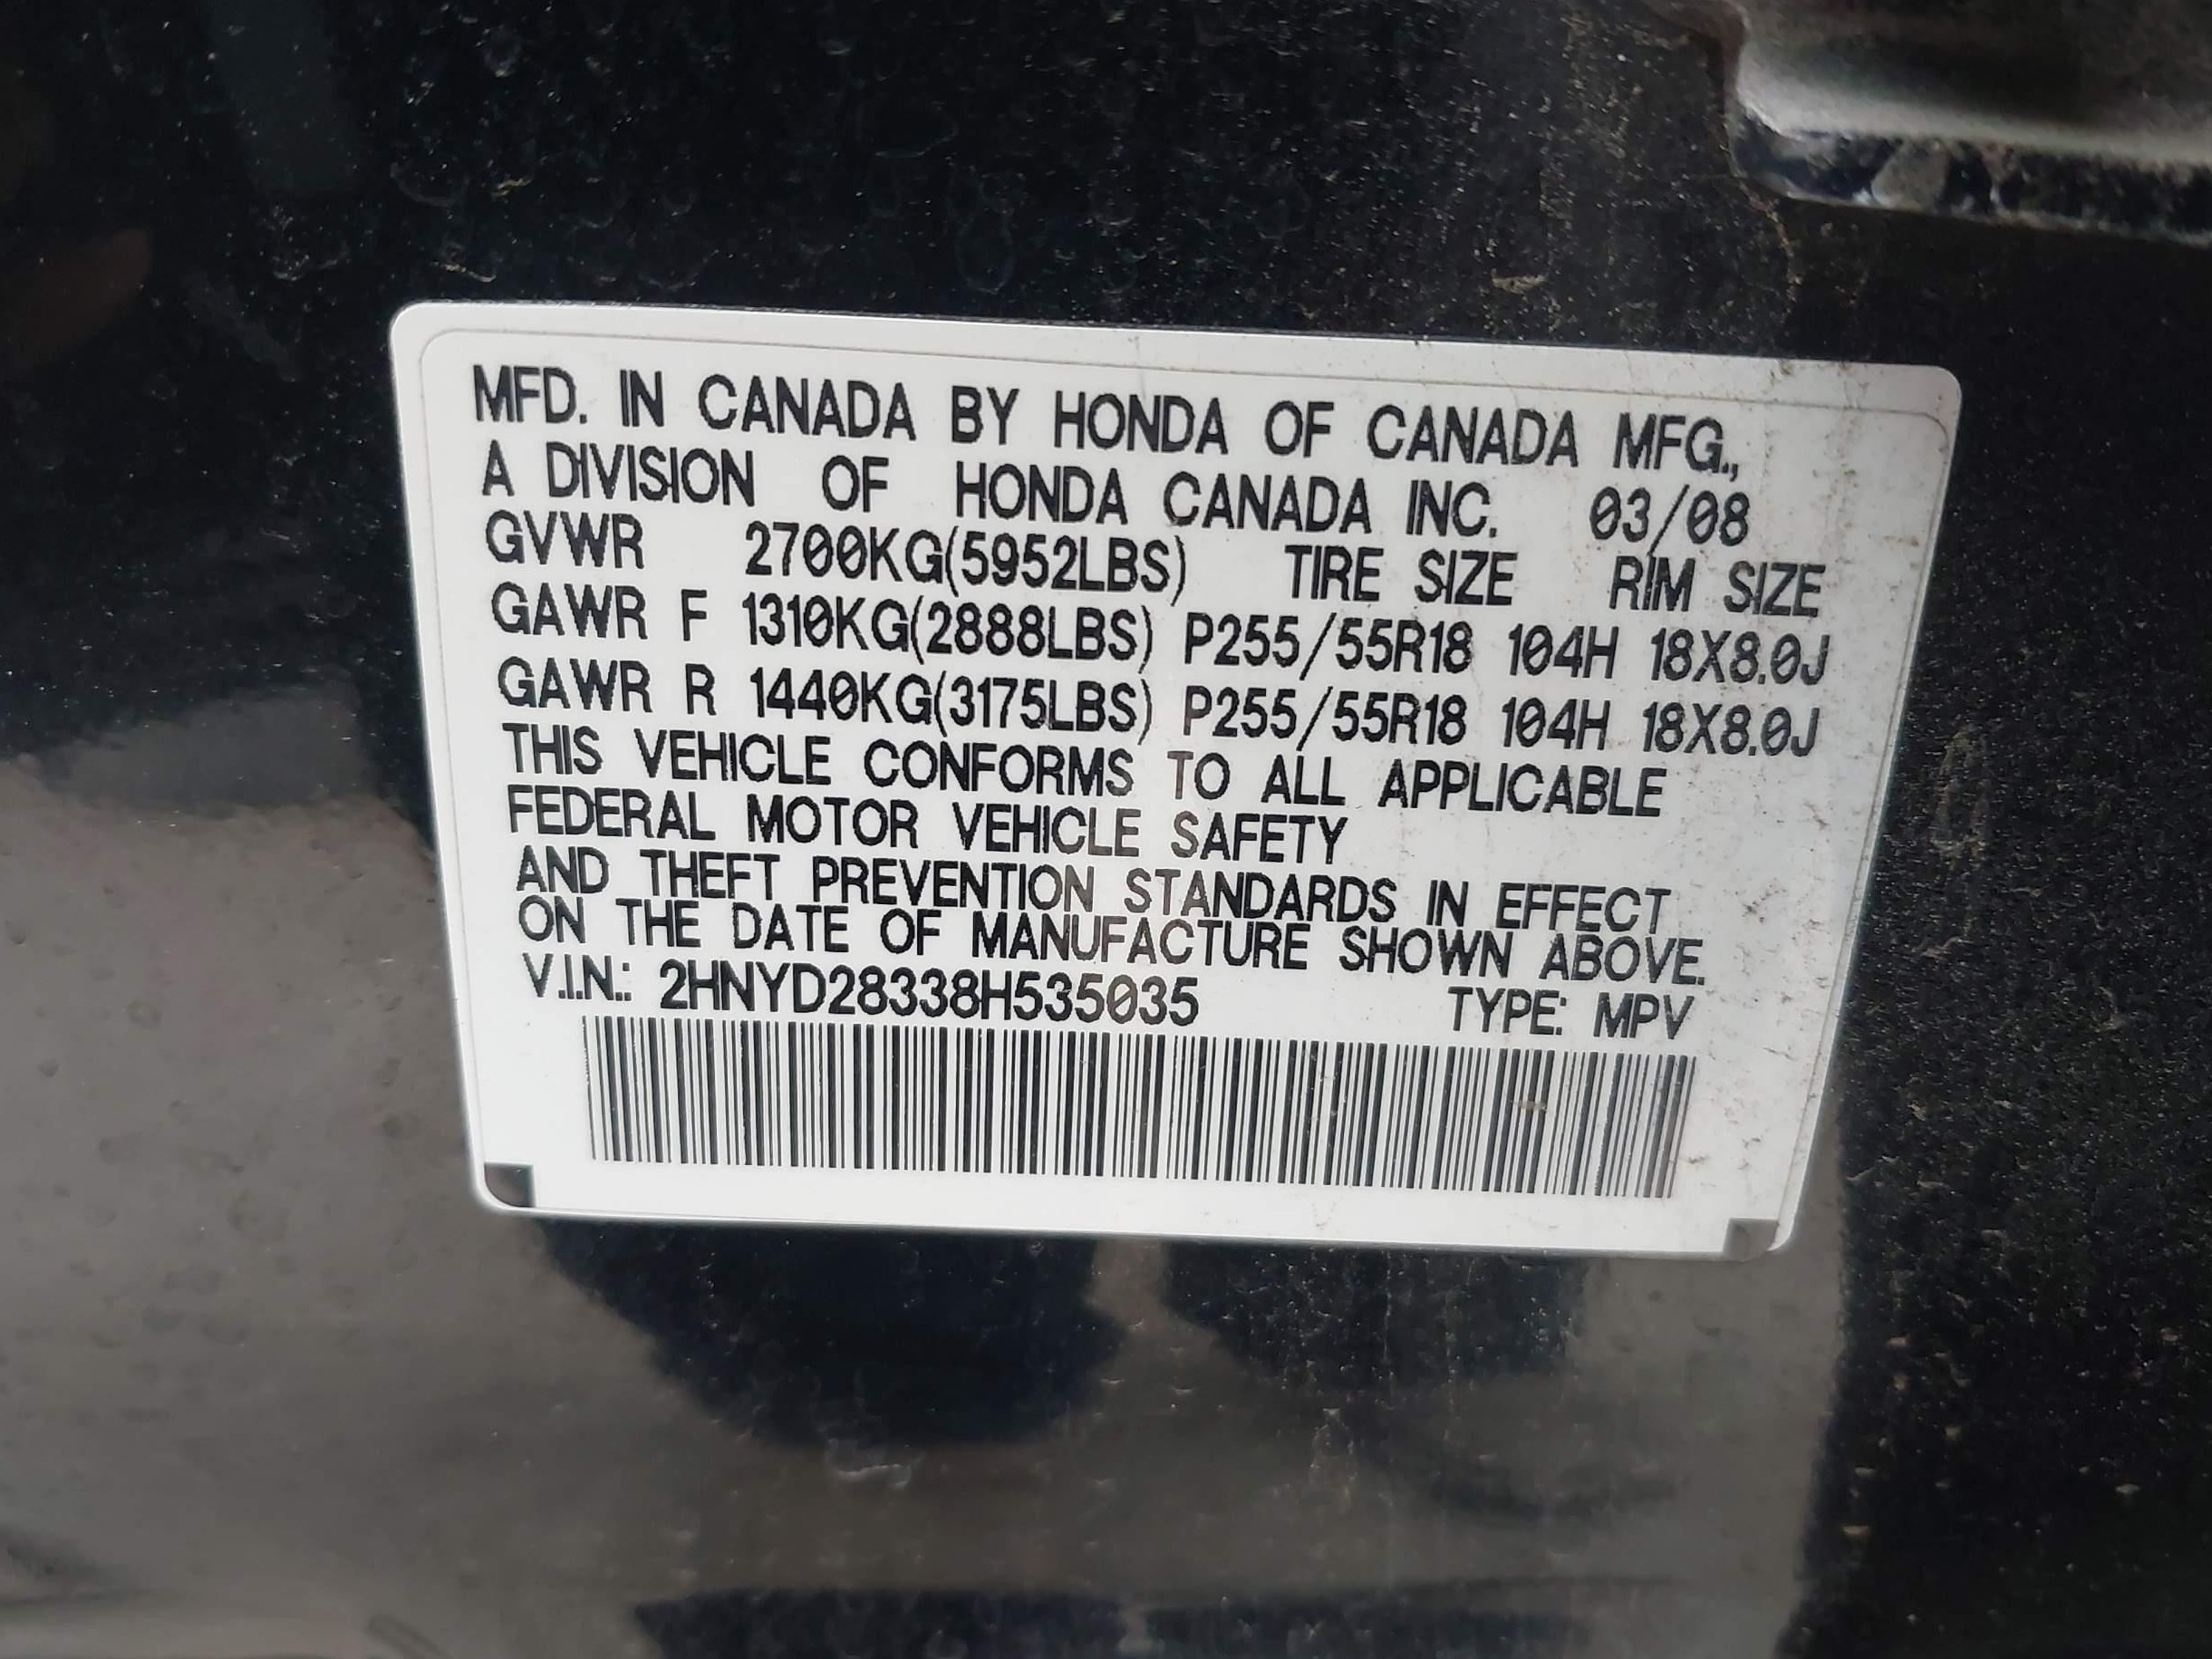 MFD. IN CANADA BY HONDA OF CANADA MFG.,
A DIVISION OF HONDA CANADA INC. 03/08
GVWR 2700KG(5952LBS) TIRE SIZE RIM SIZE
GAWR F 1310KG(2888LBS) P255/55R18 104H 18X8.0J
GAWR R 1440KG(3175LBS) P255/55R18 104H 18X8.0J
THIS VEHICLE CONFORMS TO ALL APPLICABLE
FEDERAL MOTOR VEHICLE SAFETY
AND THEFT PREVENTION STANDARDS IN EFFECT
ON THE DATE OF MANUFACTURE SHOWN ABOVE.
V.I.N.: 2HNYD28338H535035 TYPE: MPV